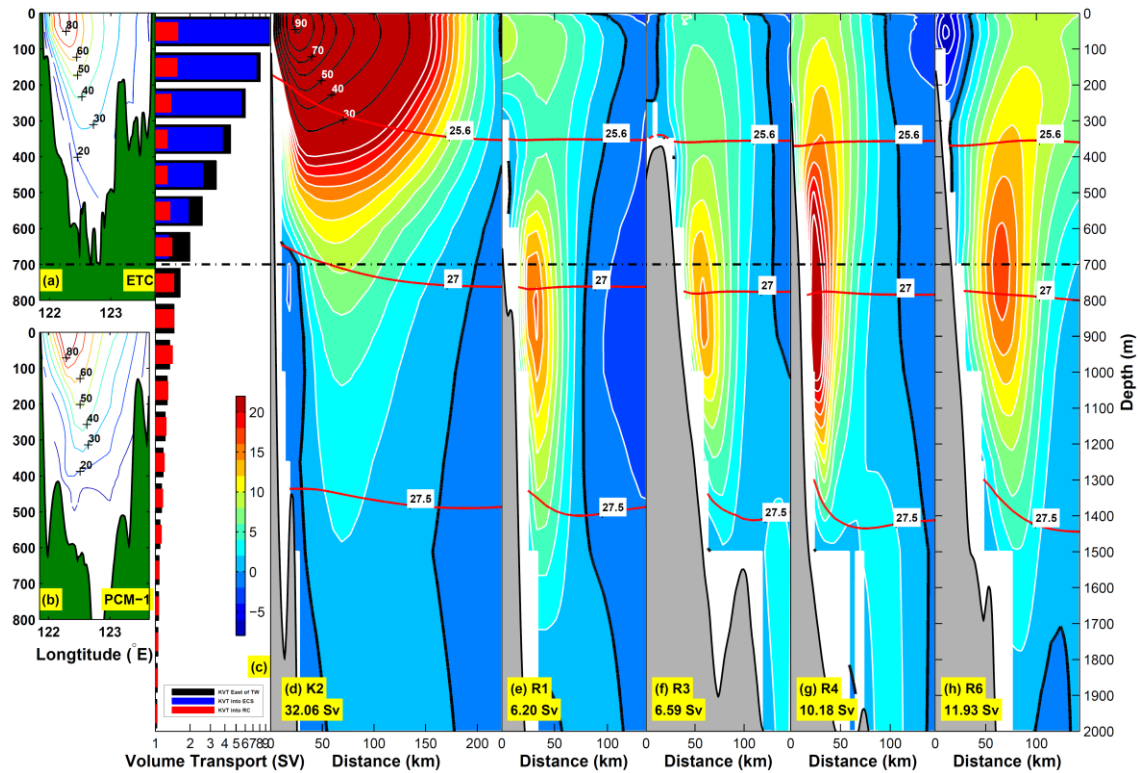 0 100 200 300 400 500 600 700 800
80 60 50 40 30 20
(a) ETC
122 123
0 100 200 300 400 500 600 700 800
80 60 50 40 30 20
(b) PCM−1
122 123
Longtitude (°E)
(c)
KVT East of TW
KVT into ECS
KVT into RC
1 2 3 4 5 6 7 8 9 0
Volume Transport (SV)
20 15 10 5 0 −5
90 70 50 40 30
27
27.5
(d) K2
32.06 Sv
0 50 100 150 200
Distance (km)
25.6
27
27.5
(e) R1
6.20 Sv
0 50 100
Distance (km)
25.6
27
27.5
(f) R3
6.59 Sv
0 50 100
Distance (km)
25.6
27
27.5
(g) R4
10.18 Sv
0 50 100
Distance (km)
25.6
27
27.5
(h) R6
11.93 Sv
0 50 100
Distance (km)
0 100 200 300 400 500 600 700 800 900 1000 1100 1200 1300 1400 1500 1600 1700 1800 1900 2000
Depth (m)